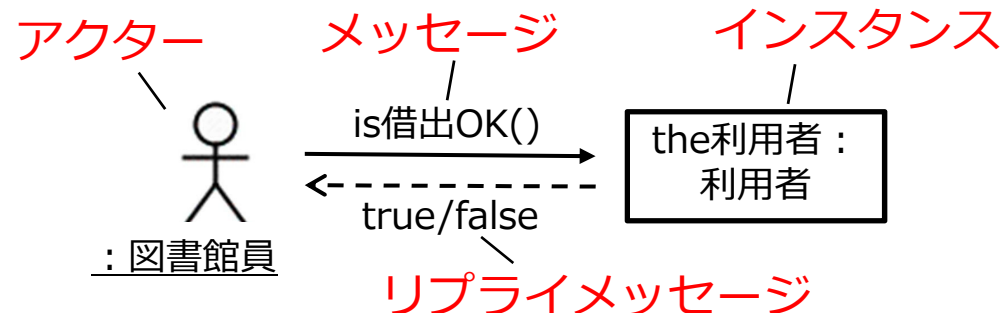 アクター
メッセージ
インスタンス
is借出OK()
the利用者：
利用者
true/false
：図書館員
リプライメッセージ